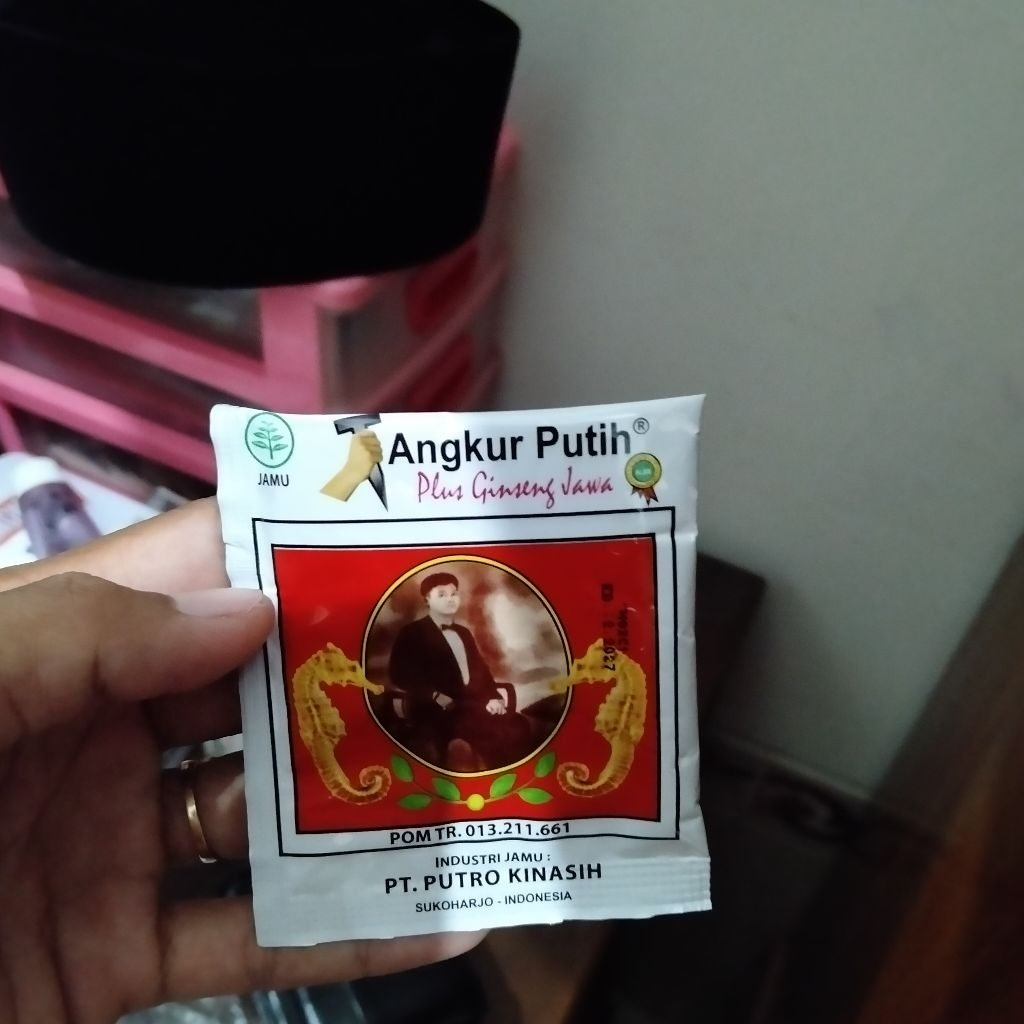 JAMU
Angkur Putih®
Plus Ginseng Jawa
POM TR. 013.211.661
INDUSTRI JAMU :
PT. PUTRO KINASIH
SUKOHARJO - INDONESIA